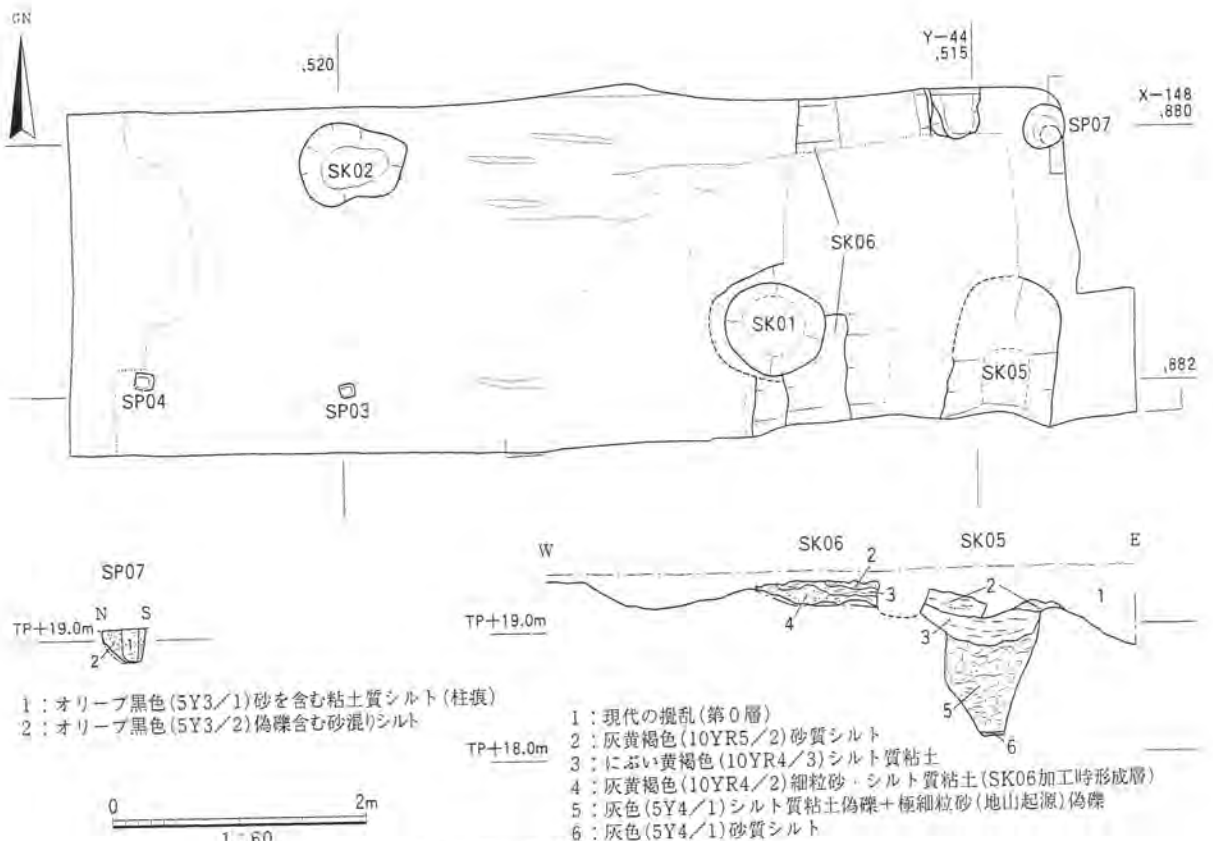 GN
,520
Y-44
,515
X-148
,880
SP07
SK02
SK06
SK01
SK05
,882
SP04
SP03
SP07
N S
TP+19.0m
1
2
1：オリーブ黒色(5Y3/1)砂を含む粘土質シルト(柱痕)
2：オリーブ黒色(5Y3/2)偽礫含む砂混りシルト
0 2m
1:60
W SK06 SK05 E
2
2
3
1
4
3
TP+19.0m
5
6
TP+18.0m
1：現代の攪乱(第0層)
2：灰黄褐色(10YR5/2)砂質シルト
3：にぶい黄褐色(10YR4/3)シルト質粘土
4：灰黄褐色(10YR4/2)細粒砂・シルト質粘土(SK06加工時形成層)
5：灰色(5Y4/1)シルト質粘土偽礫＋極細粒砂(地山起源)偽礫
6：灰色(5Y4/1)砂質シルト